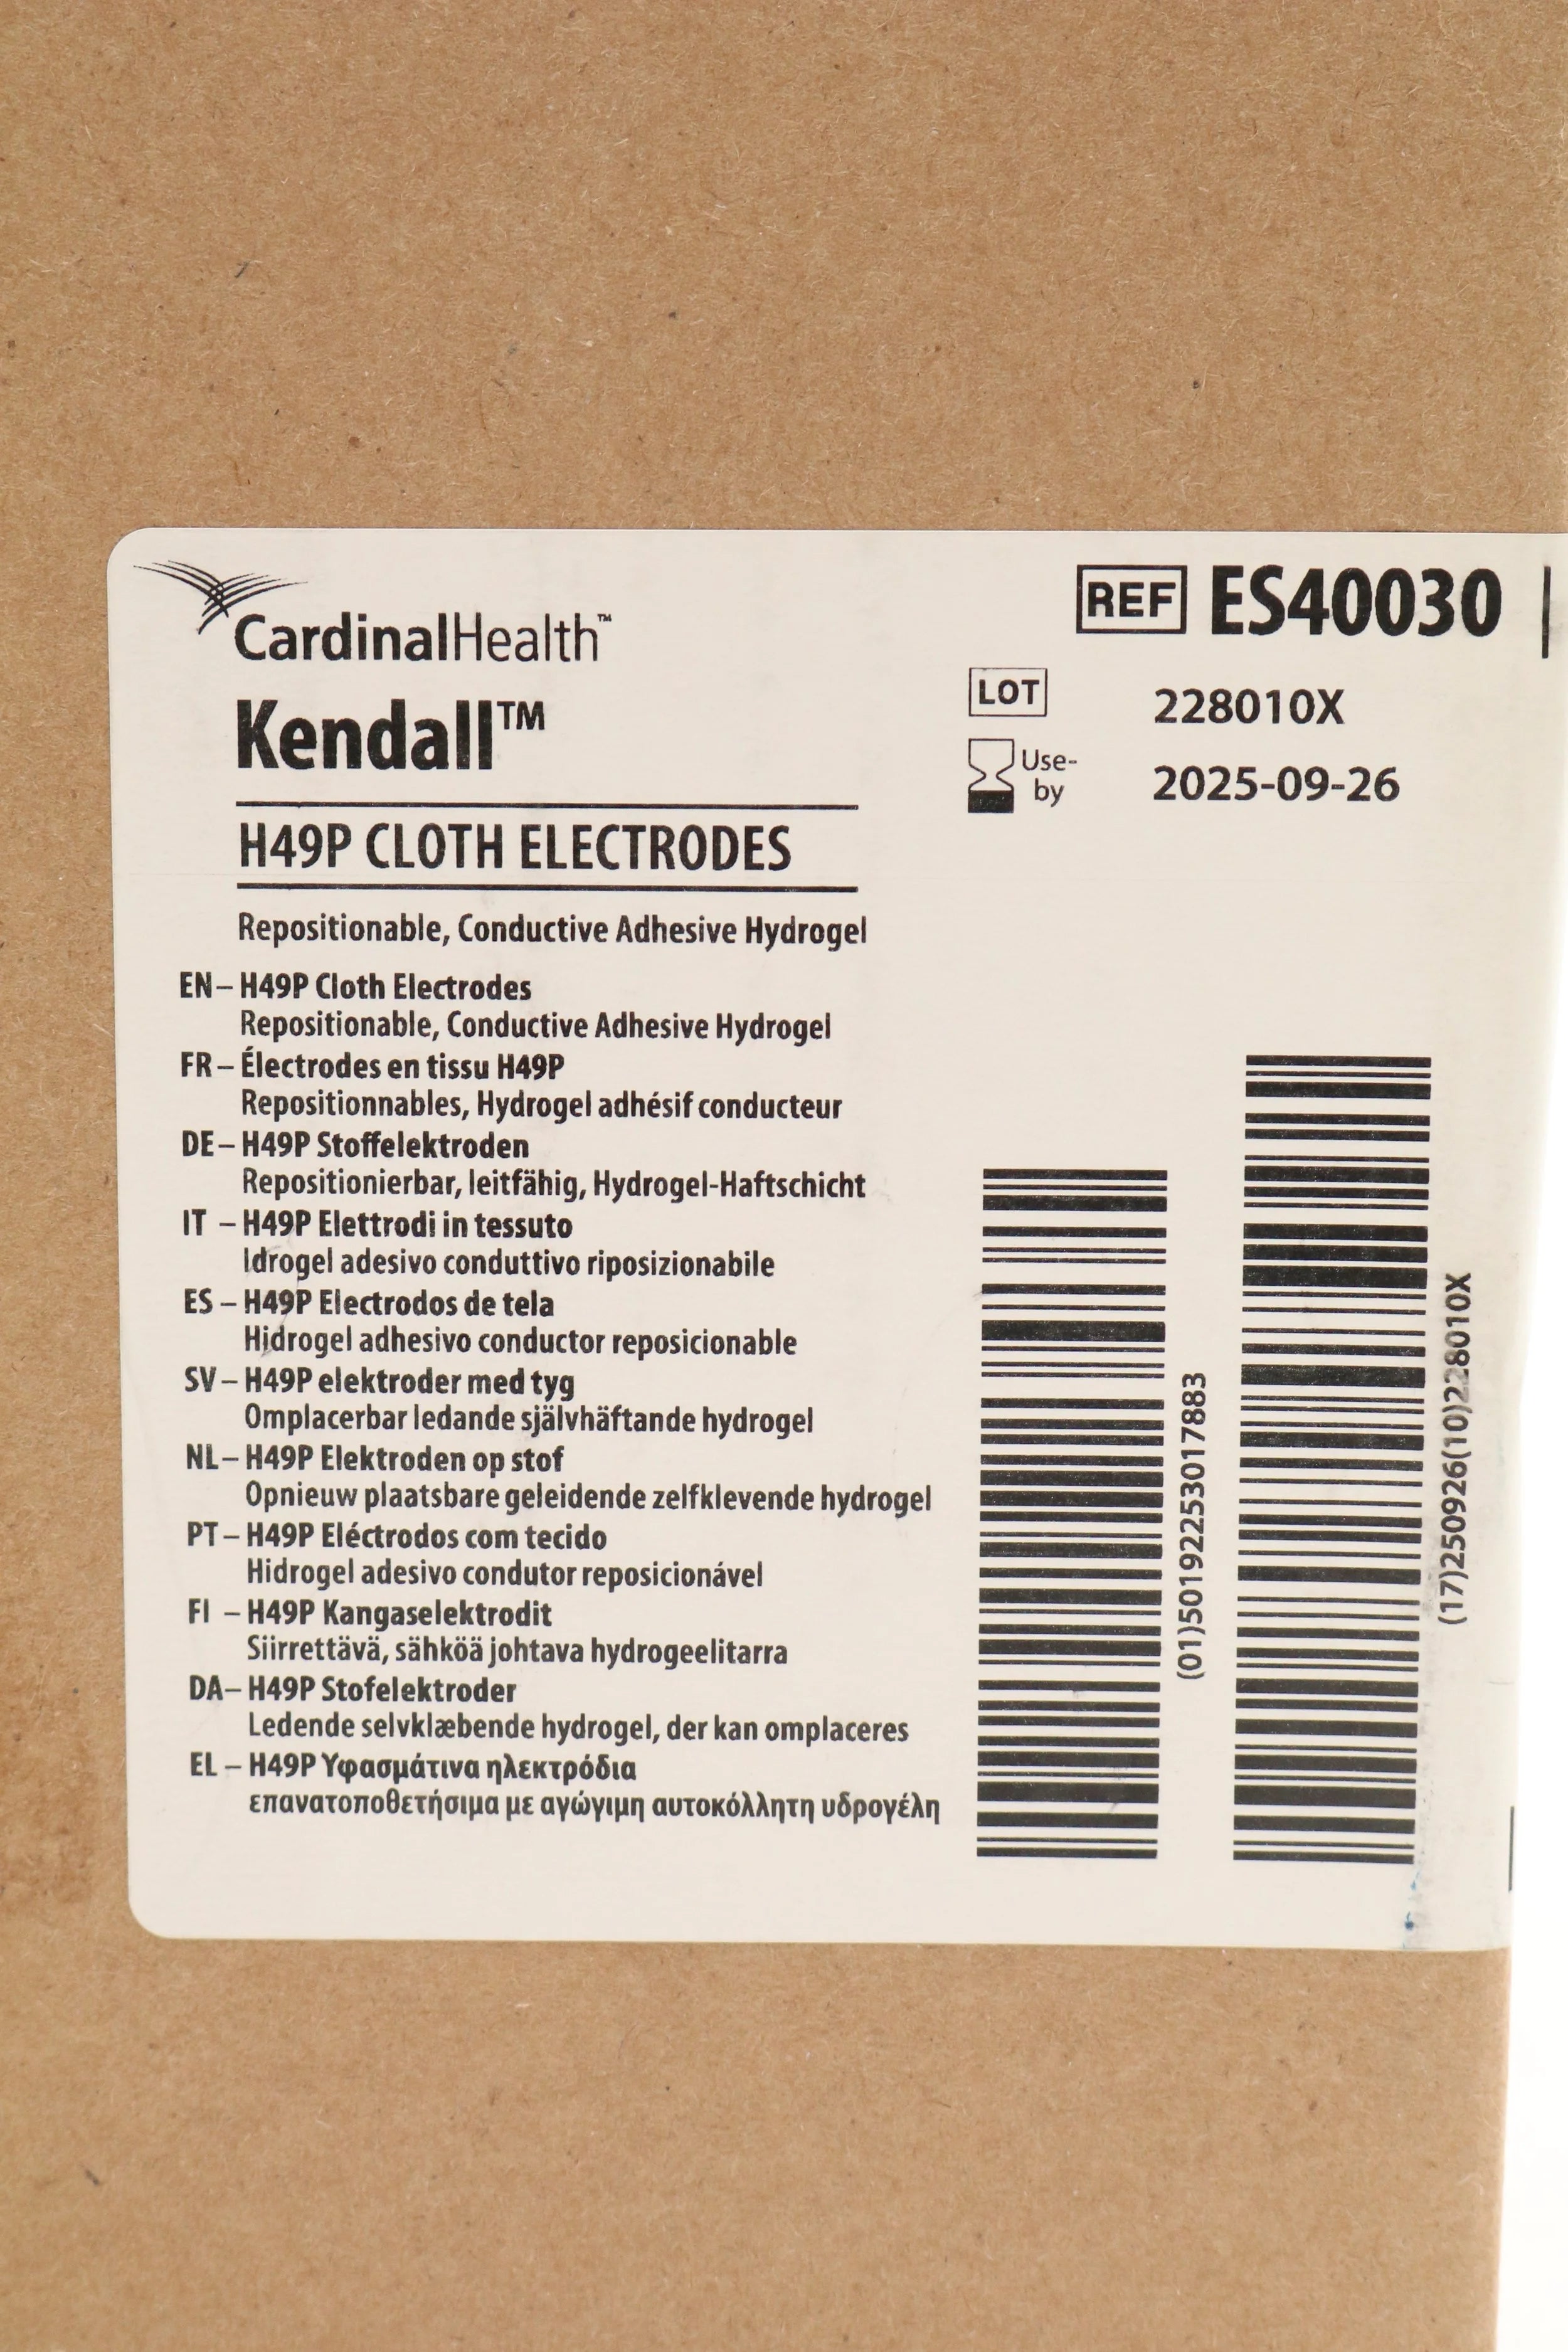 CardinalHealth™
Kendall™
H49P CLOTH ELECTRODES
Repositionable, Conductive Adhesive Hydrogel
EN– H49P Cloth Electrodes
Repositionable, Conductive Adhesive Hydrogel
FR– Électrodes en tissu H49P
Repositionnables, Hydrogel adhésif conducteur
DE– H49P Stoffelektroden
Repositionierbar, leitfähig, Hydrogel-Haftschicht
IT – H49P Elettrodi in tessuto
Idrogel adesivo conduttivo riposizionabile
ES – H49P Electrodos de tela
Hidrogel adhesivo conductor reposicionable
SV– H49P elektroder med tyg
Omplacerbar ledande självhäftande hydrogel
NL– H49P Elektroden op stof
Opnieuw plaatsbare geleidende zelfklevende hydrogel
PT– H49P Eléctrodos com tecido
Hidrogel adesivo condutor reposicionável
FI – H49P Kangaselektrodit
Siirrettävä, sähköä johtava hydrogeelitarra
DA– H49P Stofelektroder
Ledende selvklæbende hydrogel, der kan omplaceres
EL – H49P Υφασμάτινα ηλεκτρόδια
επανατοποθετήσιμα με αγώγιμη αυτοκόλλητη υδρογέλη
REF ES40030
LOT 228010X
Use-by 2025-09-26
(01)50192253017883
(17)250926(10)228010X